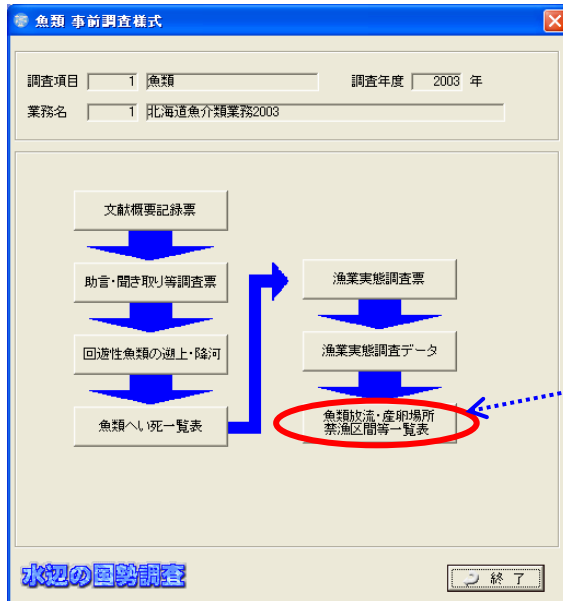 魚類 事前調査様式
調査項目 1 魚類 調査年度 2003 年
業務名 1 北海道魚介類業務2003
文献概要記録票
助言・聞き取り等調査票
回遊性魚類の遡上・降河
魚類へい死一覧表
漁業実態調査票
漁業実態調査データ
魚類放流・産卵場所
禁漁区間等一覧表
水辺の国勢調査
終 了